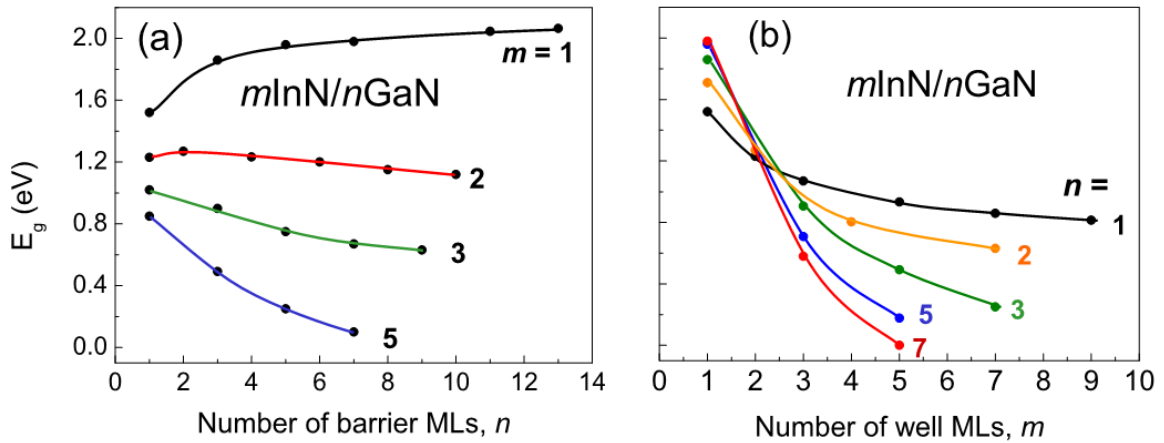 (a)
m = 1
mInN/nGaN
2
3
5
E_g (eV)
2.0
1.6
1.2
0.8
0.4
0.0
0 2 4 6 8 10 12 14
Number of barrier MLs, n
(b)
mInN/nGaN
n =
1
2
3
5
7
0 1 2 3 4 5 6 7 8 9 10
Number of well MLs, m